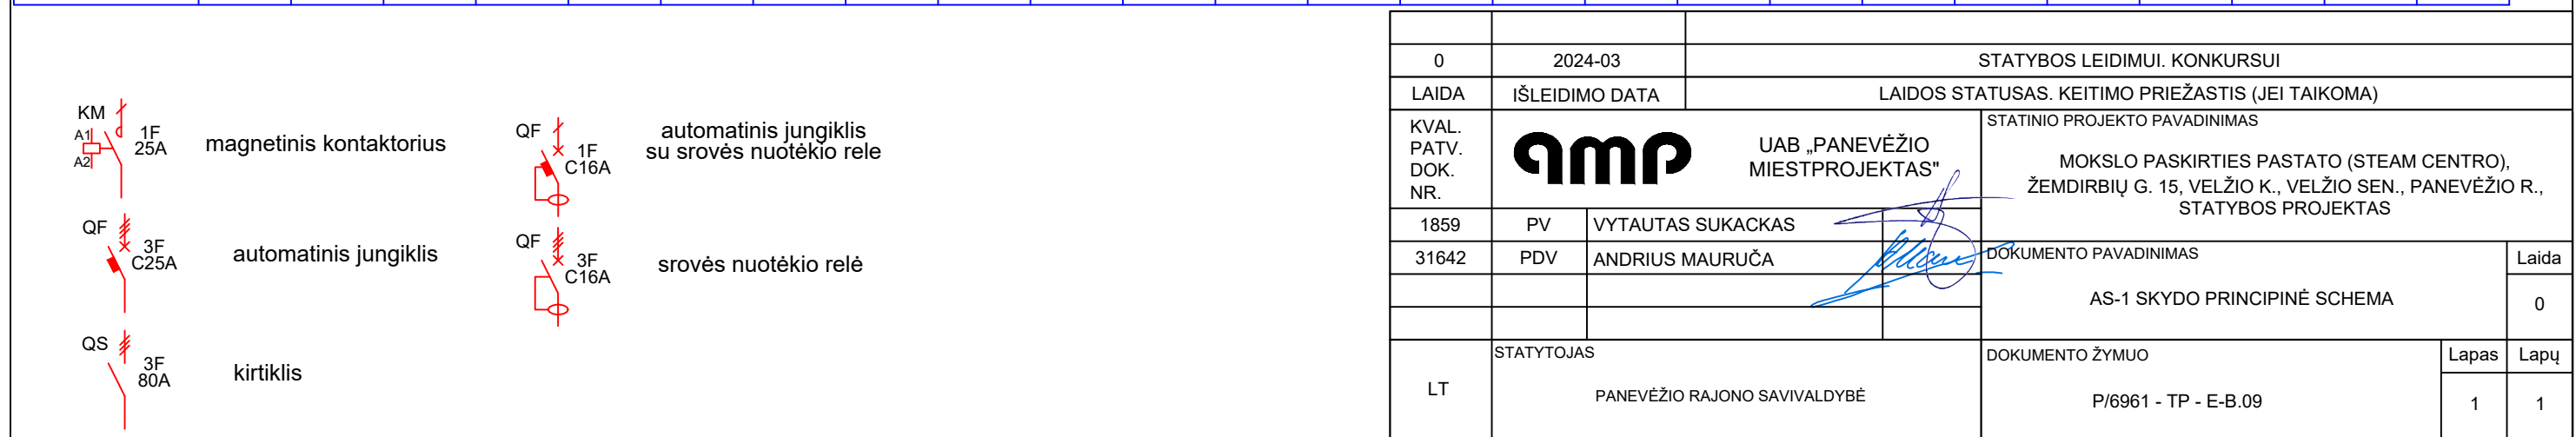 KM
A1
A2
1F
25A
magnetinis kontaktorius
QF
1F
C16A
automatinis jungiklis
su srovės nuotėkio rele
QF
3F
C25A
automatinis jungiklis
QF
3F
C16A
srovės nuotėkio relė
QS
3F
80A
kirtiklis
0
2024-03
STATYBOS LEIDIMUI. KONKURSUI
LAIDA
IŠLEIDIMO DATA
LAIDOS STATUSAS. KEITIMO PRIEŽASTIS (JEI TAIKOMA)
KVAL.
PATV.
DOK.
NR.
qmp
UAB „PANEVĖŽIO
MIESTPROJEKTAS"
STATINIO PROJEKTO PAVADINIMAS
MOKSLO PASKIRTIES PASTATO (STEAM CENTRO),
ŽEMDIRBIŲ G. 15, VELŽIO K., VELŽIO SEN., PANEVĖŽIO R.,
STATYBOS PROJEKTAS
1859
PV
VYTAUTAS SUKACKAS
31642
PDV
ANDRIUS MAURUČA
DOKUMENTO PAVADINIMAS
AS-1 SKYDO PRINCIPINĖ SCHEMA
Laida
0
LT
STATYTOJAS
PANEVĖŽIO RAJONO SAVIVALDYBĖ
DOKUMENTO ŽYMUO
P/6961 - TP - E-B.09
Lapas
Lapų
1
1